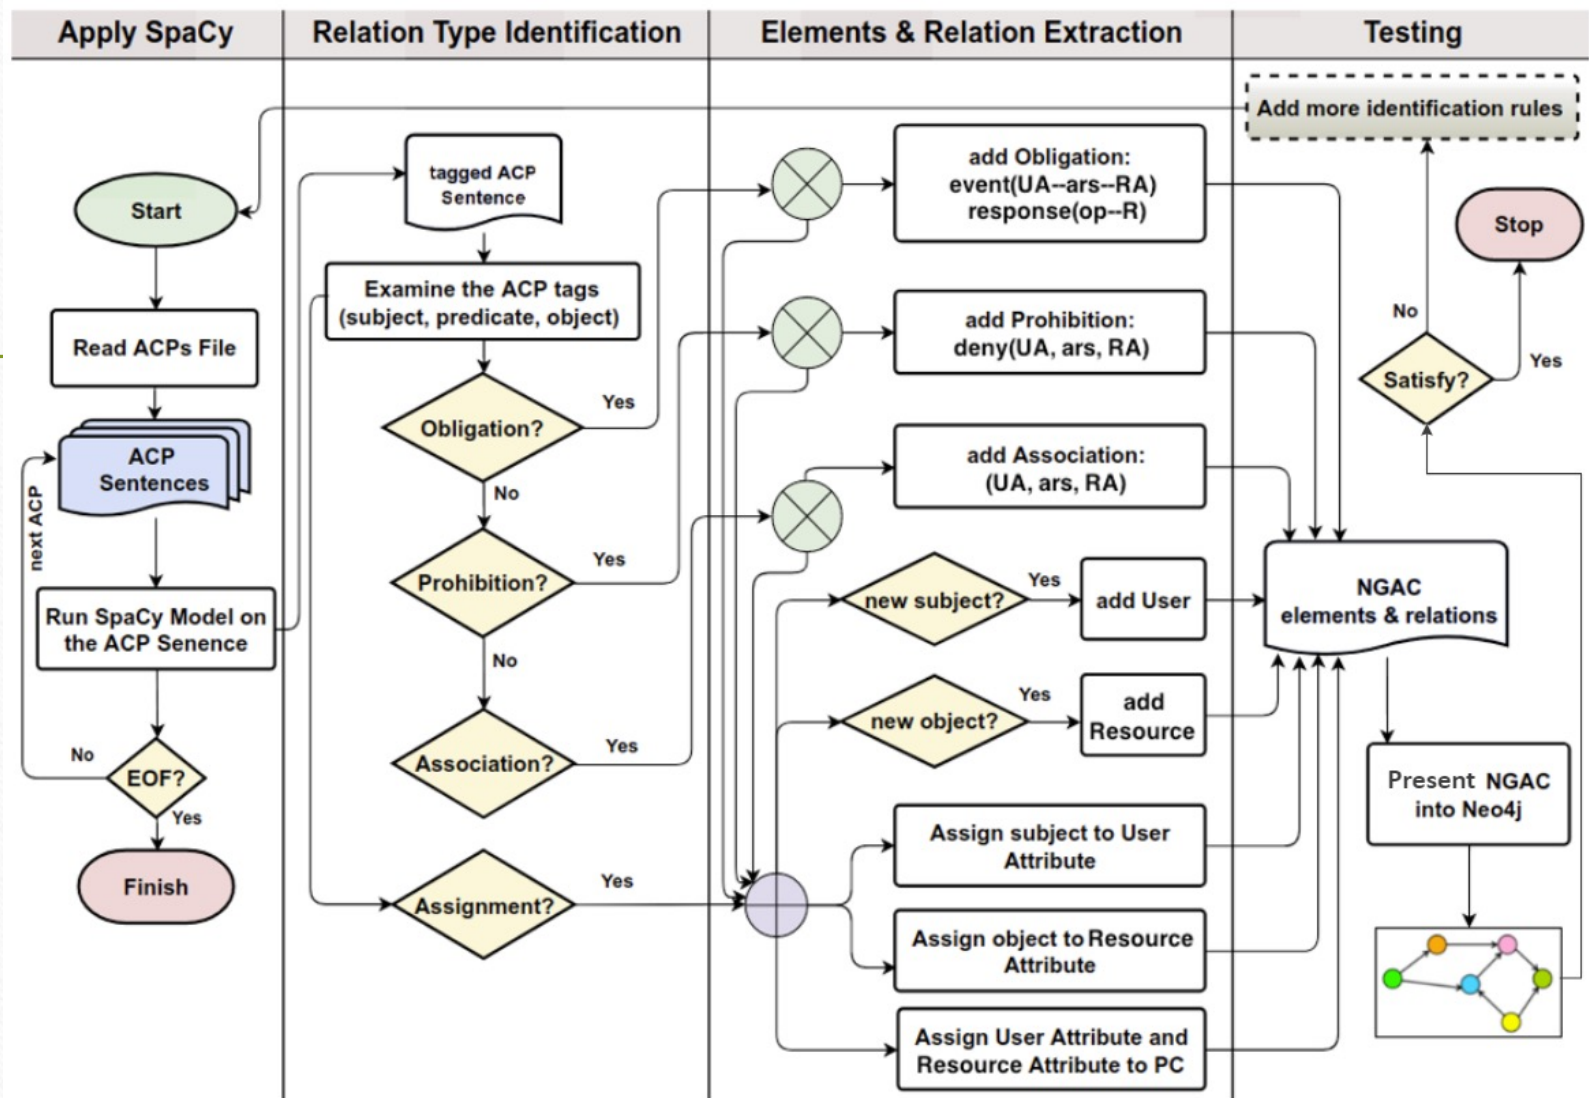 Apply SpaCy
Relation Type Identification
Elements & Relation Extraction
Testing
Start
Read ACPs File
ACP
Sentences
next ACP
Run SpaCy Model on
the ACP Senence
EOF?
No
Yes
Finish
tagged ACP
Sentence
Examine the ACP tags
(subject, predicate, object)
Obligation?
Yes
No
Prohibition?
Yes
No
Association?
Yes
Assignment?
Yes
add Obligation:
event(UA--ars--RA)
response(op--R)
add Prohibition:
deny(UA, ars, RA)
add Association:
(UA, ars, RA)
new subject?
Yes
add User
new object?
Yes
add
Resource
Assign subject to User
Attribute
Assign object to Resource
Attribute
Assign User Attribute and
Resource Attribute to PC
Add more identification rules
Stop
No
Satisfy?
Yes
NGAC
elements & relations
Present NGAC
into Neo4j